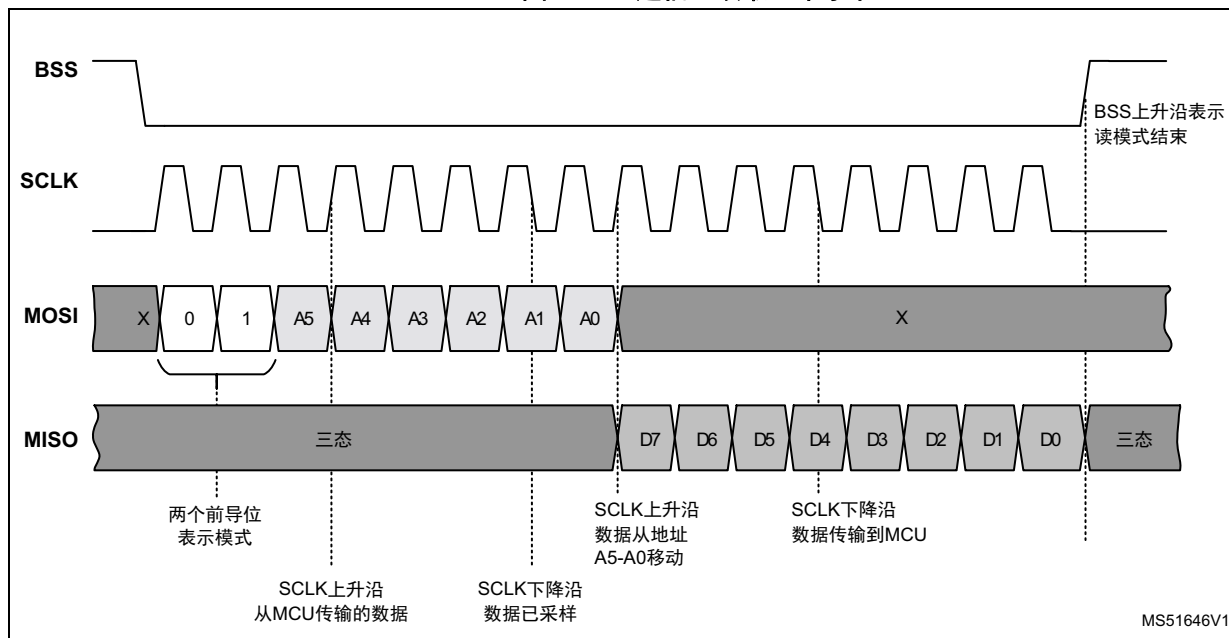 BSS
BSS上升沿表示
读模式结束
SCLK
MOSI
X 0 1 A5 A4 A3 A2 A1 A0 X
MISO
三态 D7 D6 D5 D4 D3 D2 D1 D0 三态
两个前导位
表示模式
SCLK上升沿
数据从地址
A5-A0移动
SCLK下降沿
数据传输到MCU
SCLK上升沿
从MCU传输的数据
SCLK下降沿
数据已采样
MS51646V1